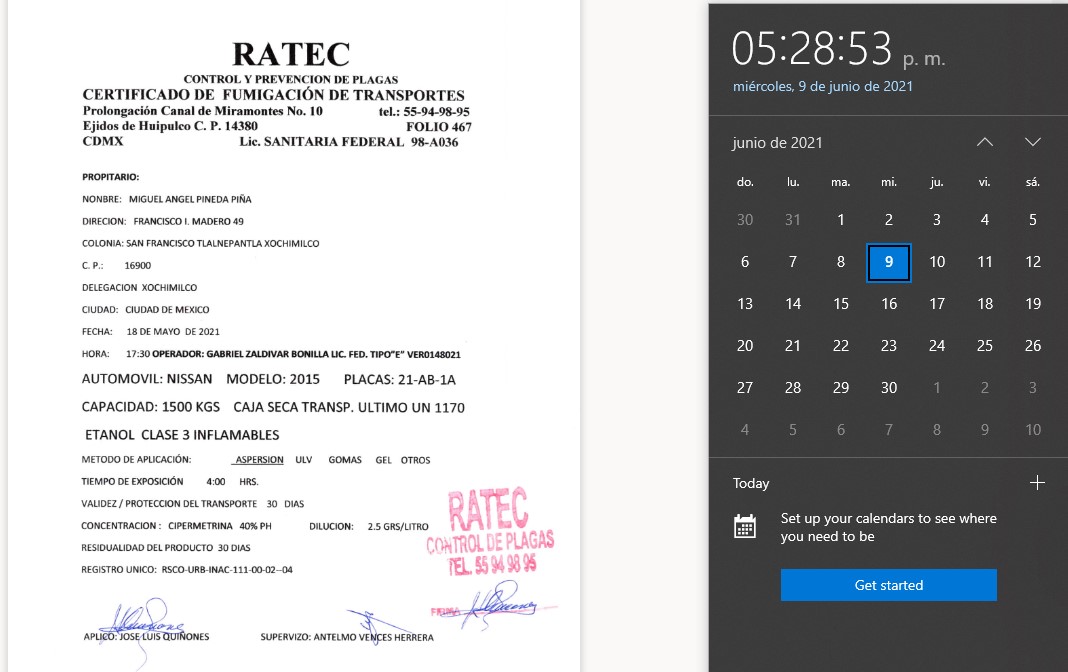 RATEC
CONTROL Y PREVENCION DE PLAGAS
CERTIFICADO DE FUMIGACIÓN DE TRANSPORTES
Prolongación Canal de Miramontes No. 10 tel.: 55-94-98-95
Ejidos de Huipulco C. P. 14380 FOLIO 467
CDMX Lic. SANITARIA FEDERAL 98-A036
PROPITARIO:
NONBRE: MIGUEL ANGEL PINEDA PIÑA
DIRECION: FRANCISCO I. MADERO 49
COLONIA: SAN FRANCISCO TLALNEPANTLA XOCHIMILCO
C. P.: 16900
DELEGACION XOCHIMILCO
CIUDAD: CIUDAD DE MEXICO
FECHA: 18 DE MAYO DE 2021
HORA: 17:30 OPERADOR: GABRIEL ZALDIVAR BONILLA LIC. FED. TIPO"E" VER0148021
AUTOMOVIL: NISSAN MODELO: 2015 PLACAS: 21-AB-1A
CAPACIDAD: 1500 KGS CAJA SECA TRANSP. ULTIMO UN 1170
ETANOL CLASE 3 INFLAMABLES
METODO DE APLICACIÓN: ASPERSION ULV GOMAS GEL OTROS
TIEMPO DE EXPOSICIÓN 4:00 HRS.
VALIDEZ / PROTECCION DEL TRANSPORTE 30 DIAS
CONCENTRACION : CIPERMETRINA 40% PH DILUCION: 2.5 GRS/LITRO
RESIDUALIDAD DEL PRODUCTO 30 DIAS
REGISTRO UNICO: RSCO-URB-INAC-111-00-02--04
RATEC
CONTROL DE PLAGAS
TEL. 55 94 98 95
FIRMA
APLICO: JOSE LUIS QUIÑONES SUPERVIZO: ANTELMO VENCES HERRERA
05:28:53 p. m.
miércoles, 9 de junio de 2021
junio de 2021
do. lu. ma. mi. ju. vi. sá.
30 31 1 2 3 4 5
6 7 8 9 10 11 12
13 14 15 16 17 18 19
20 21 22 23 24 25 26
27 28 29 30 1 2 3
4 5 6 7 8 9 10
Today
Set up your calendars to see where
you need to be
Get started